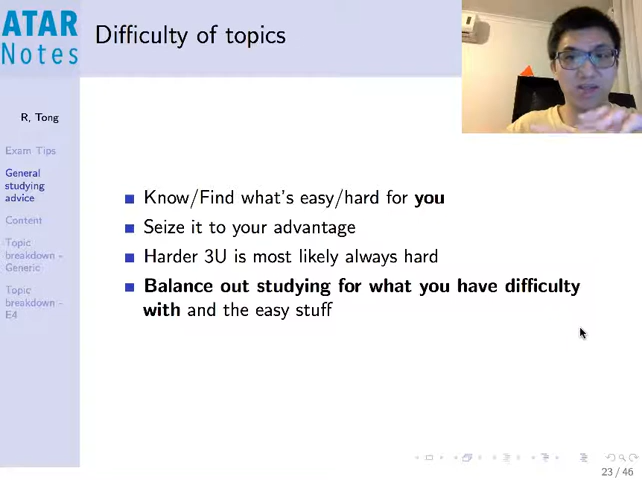 ATAR
Notes
Difficulty of topics
R, Tong
Exam Tips
General
studying
advice
Content
Topic
breakdown -
Generic
Topic
breakdown -
E4
Know/Find what's easy/hard for you
Seize it to your advantage
Harder 3U is most likely always hard
Balance out studying for what you have difficulty
with and the easy stuff
23 / 46